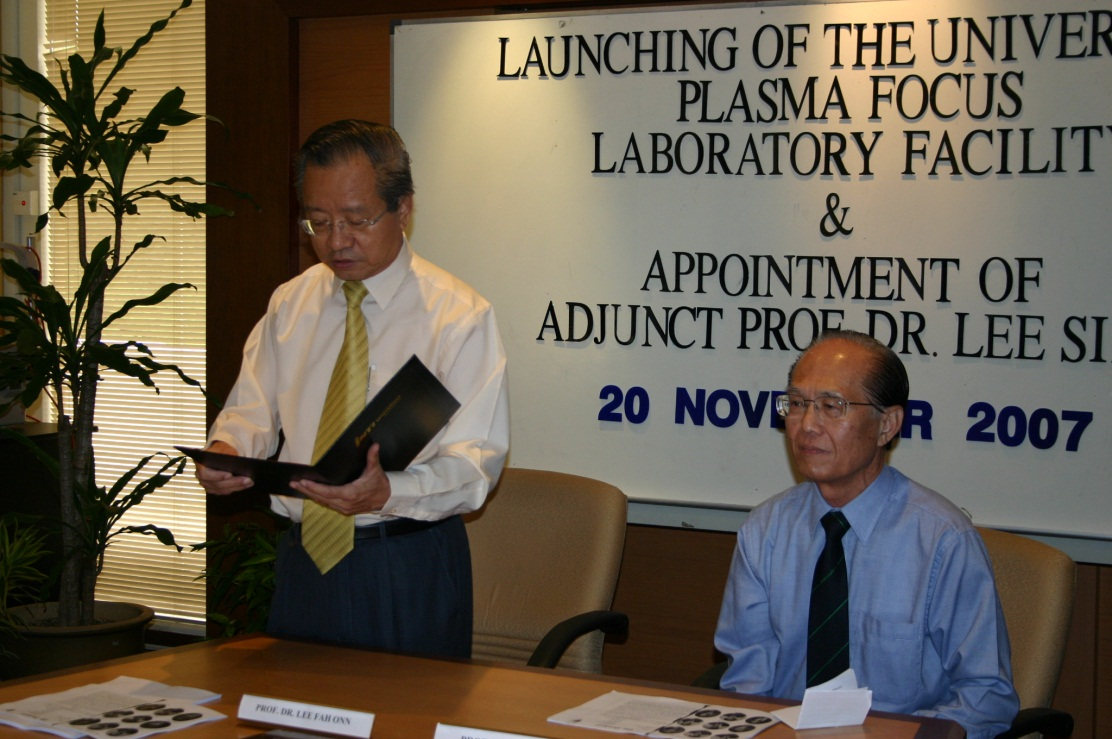 LAUNCHING OF THE UNIVER
PLASMA FOCUS
LABORATORY FACILIT
&
APPOINTMENT OF
ADJUNCT PROF. DR. LEE SI
20 NOVE R 2007
PROF. DR. LEE FAH ONN